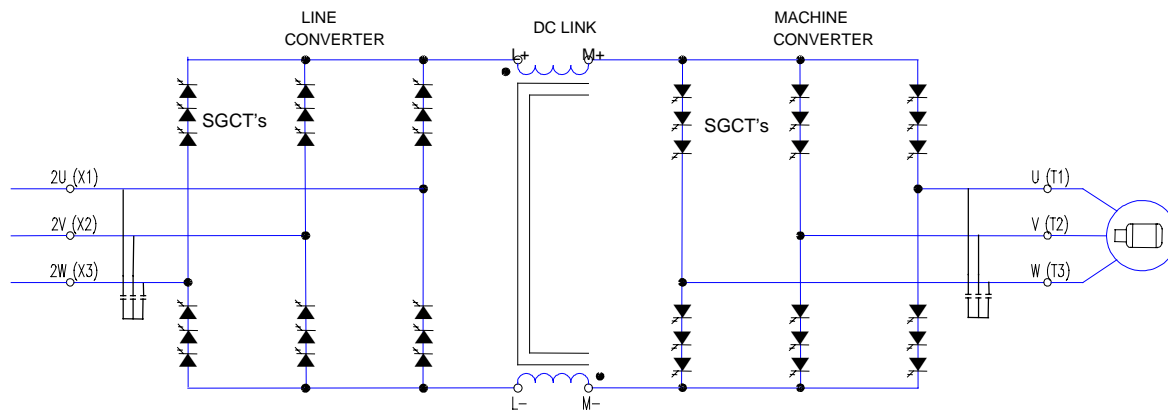 LINE
CONVERTER
DC LINK
MACHINE
CONVERTER
L+
M+
SGCT's
SGCT's
2U (X1)
U (T1)
2V (X2)
V (T2)
2W (X3)
W (T3)
L-
M-